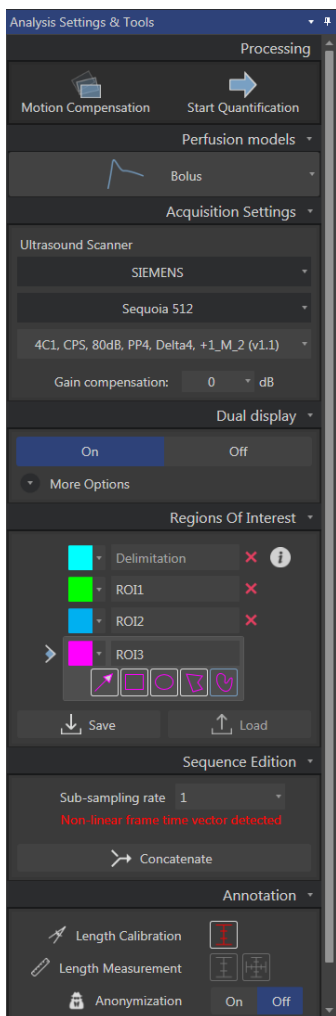 Analysis Settings & Tools
Processing
Motion Compensation
Start Quantification
Perfusion models
Bolus
Acquisition Settings
Ultrasound Scanner
SIEMENS
Sequoia 512
4C1, CPS, 80dB, PP4, Delta4, +1_M_2 (v1.1)
Gain compensation: 0 dB
Dual display
On Off
More Options
Regions Of Interest
Delimitation
ROI1
ROI2
ROI3
Save Load
Sequence Edition
Sub-sampling rate 1
Non-linear frame time vector detected
Concatenate
Annotation
Length Calibration
Length Measurement
Anonymization On Off